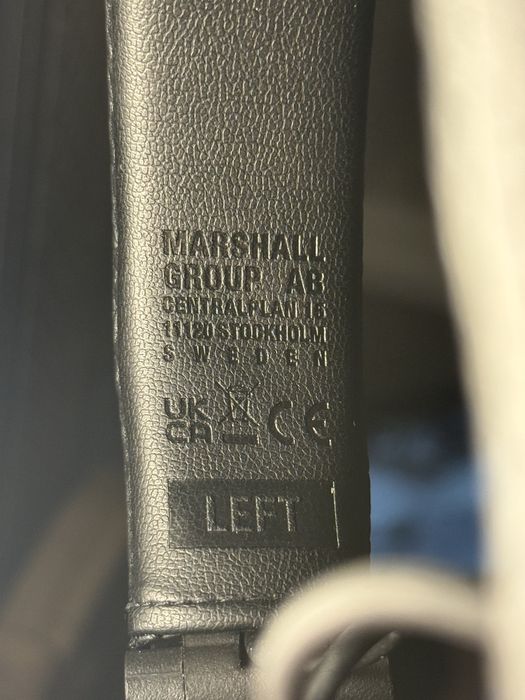 MARSHALL
GROUP AB
CENTRALPLAN 15
11120 STOCKHOLM
SWEDEN
UK
CA
CE
LEFT